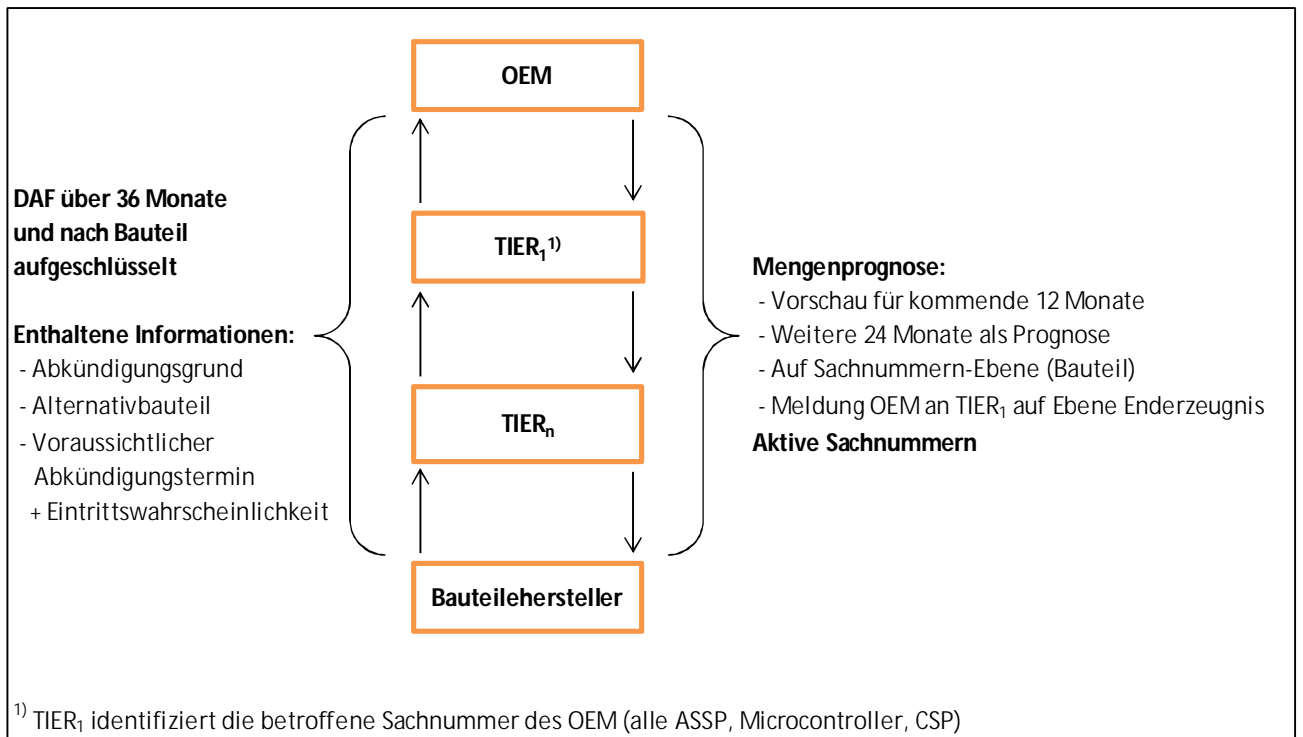 OEM
DAF über 36 Monate
und nach Bauteil
aufgeschlüsselt
Enthaltene Informationen:
- Abkündigungsgrund
- Alternativbauteil
- Voraussichtlicher
Abkündigungstermin
+ Eintrittswahrscheinlichkeit
TIER₁¹⁾
TIERₙ
Bauteilehersteller
Mengenprognose:
- Vorschau für kommende 12 Monate
- Weitere 24 Monate als Prognose
- Auf Sachnummern-Ebene (Bauteil)
- Meldung OEM an TIER₁ auf Ebene Enderzeugnis
Aktive Sachnummern
¹⁾ TIER₁ identifiziert die betroffene Sachnummer des OEM (alle ASSP, Microcontroller, CSP)